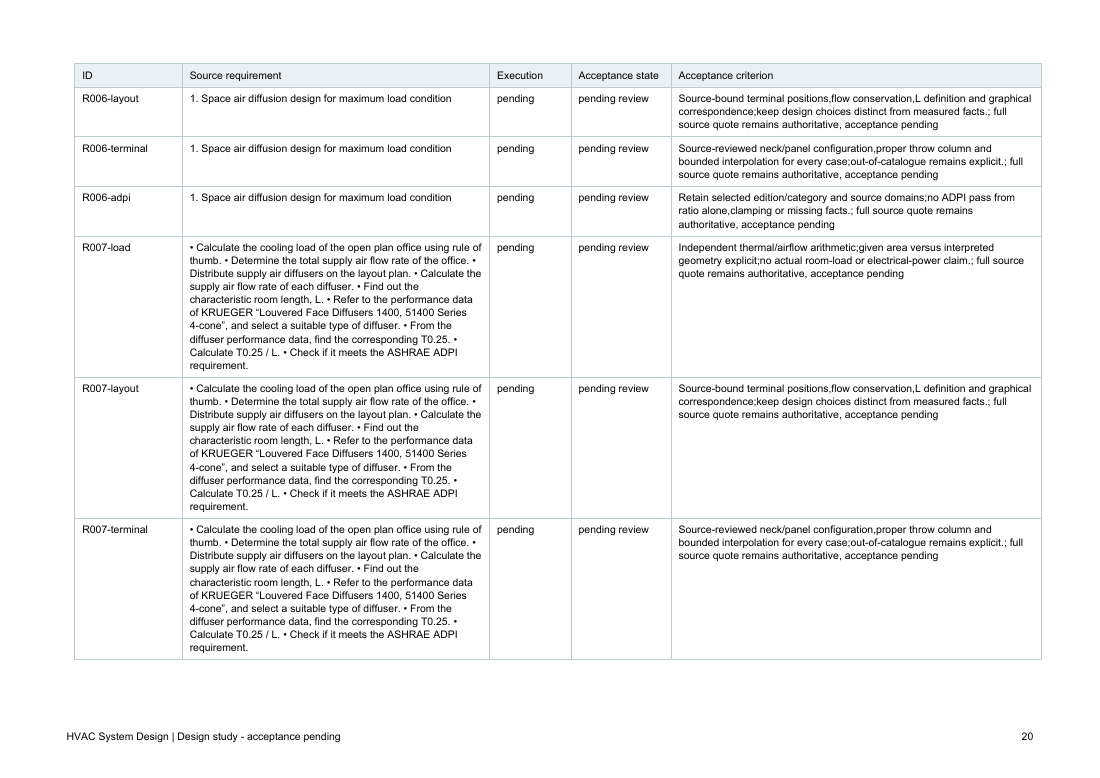 ID Source requirement Execution Acceptance state Acceptance criterion
R006-layout 1. Space air diffusion design for maximum load condition pending pending review Source-bound terminal positions,flow conservation,L definition and graphical
correspondence;keep design choices distinct from measured facts.; full
source quote remains authoritative, acceptance pending
R006-terminal 1. Space air diffusion design for maximum load condition pending pending review Source-reviewed neck/panel configuration,proper throw column and
bounded interpolation for every case;out-of-catalogue remains explicit.; full
source quote remains authoritative, acceptance pending
R006-adpi 1. Space air diffusion design for maximum load condition pending pending review Retain selected edition/category and source domains;no ADPI pass from
ratio alone,clamping or missing facts.; full source quote remains
authoritative, acceptance pending
R007-load • Calculate the cooling load of the open plan office using rule of pending pending review Independent thermal/airflow arithmetic;given area versus interpreted
thumb. • Determine the total supply air flow rate of the office. • geometry explicit;no actual room-load or electrical-power claim.; full source
Distribute supply air diffusers on the layout plan. • Calculate the quote remains authoritative, acceptance pending
supply air flow rate of each diffuser. • Find out the
characteristic room length, L. • Refer to the performance data
of KRUEGER “Louvered Face Diffusers 1400, 51400 Series
4-cone”, and select a suitable type of diffuser. • From the
diffuser performance data, find the corresponding T0.25. •
Calculate T0.25 / L. • Check if it meets the ASHRAE ADPI
requirement.
R007-layout • Calculate the cooling load of the open plan office using rule of pending pending review Source-bound terminal positions,flow conservation,L definition and graphical
thumb. • Determine the total supply air flow rate of the office. • correspondence;keep design choices distinct from measured facts.; full
Distribute supply air diffusers on the layout plan. • Calculate the source quote remains authoritative, acceptance pending
supply air flow rate of each diffuser. • Find out the
characteristic room length, L. • Refer to the performance data
of KRUEGER “Louvered Face Diffusers 1400, 51400 Series
4-cone”, and select a suitable type of diffuser. • From the
diffuser performance data, find the corresponding T0.25. •
Calculate T0.25 / L. • Check if it meets the ASHRAE ADPI
requirement.
R007-terminal • Calculate the cooling load of the open plan office using rule of pending pending review Source-reviewed neck/panel configuration,proper throw column and
thumb. • Determine the total supply air flow rate of the office. • bounded interpolation for every case;out-of-catalogue remains explicit.; full
Distribute supply air diffusers on the layout plan. • Calculate the source quote remains authoritative, acceptance pending
supply air flow rate of each diffuser. • Find out the
characteristic room length, L. • Refer to the performance data
of KRUEGER “Louvered Face Diffusers 1400, 51400 Series
4-cone”, and select a suitable type of diffuser. • From the
diffuser performance data, find the corresponding T0.25. •
Calculate T0.25 / L. • Check if it meets the ASHRAE ADPI
requirement.
HVAC System Design | Design study - acceptance pending 20